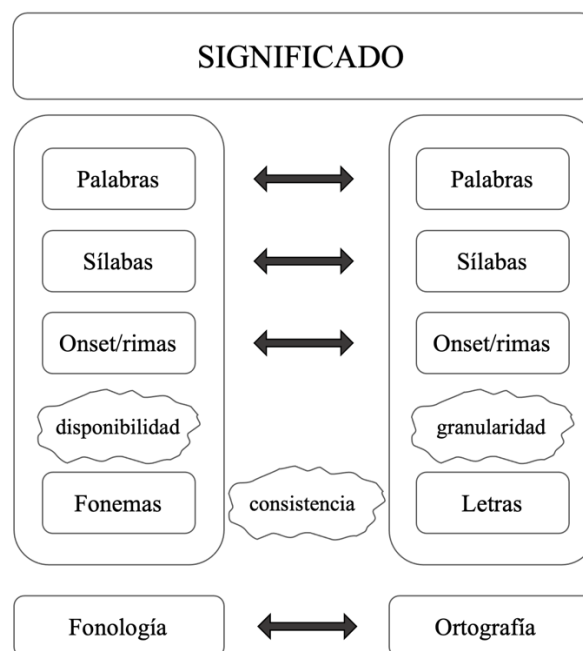 SIGNIFICADO
Palabras
Palabras
Sílabas
Sílabas
Onset/rimas
Onset/rimas
disponibilidad
granularidad
Fonemas
consistencia
Letras
Fonología
Ortografía